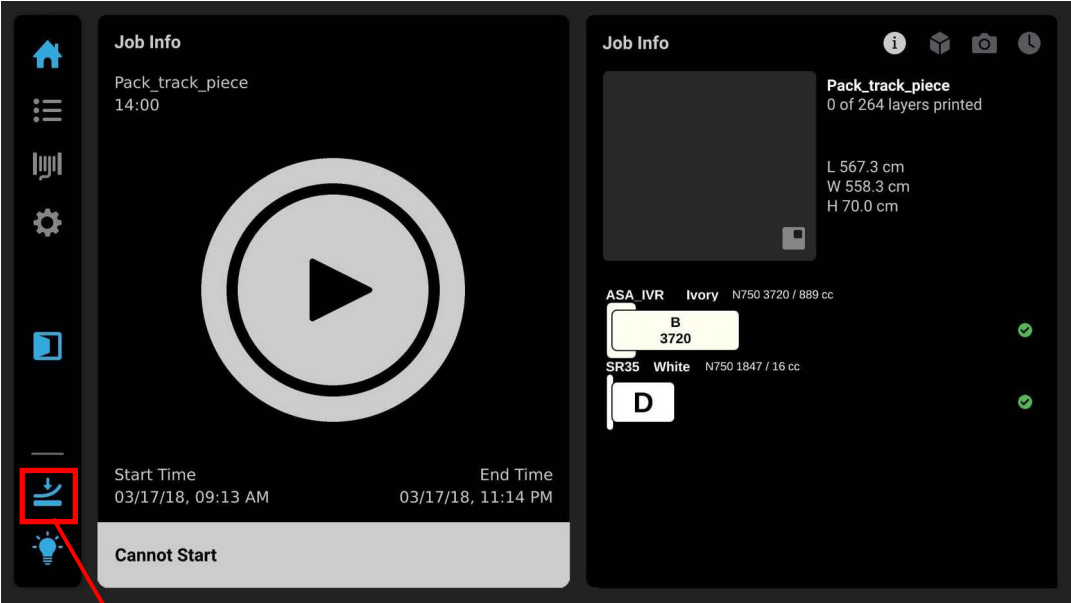 Job Info
Pack_track_piece
14:00
Start Time
End Time
03/17/18, 09:13 AM
03/17/18, 11:14 PM
Cannot Start
Job Info
Pack_track_piece
0 of 264 layers printed
L 567.3 cm
W 558.3 cm
H 70.0 cm
ASA_IVR Ivory N750 3720 / 889 cc
B
3720
SR35 White N750 1847 / 16 cc
D